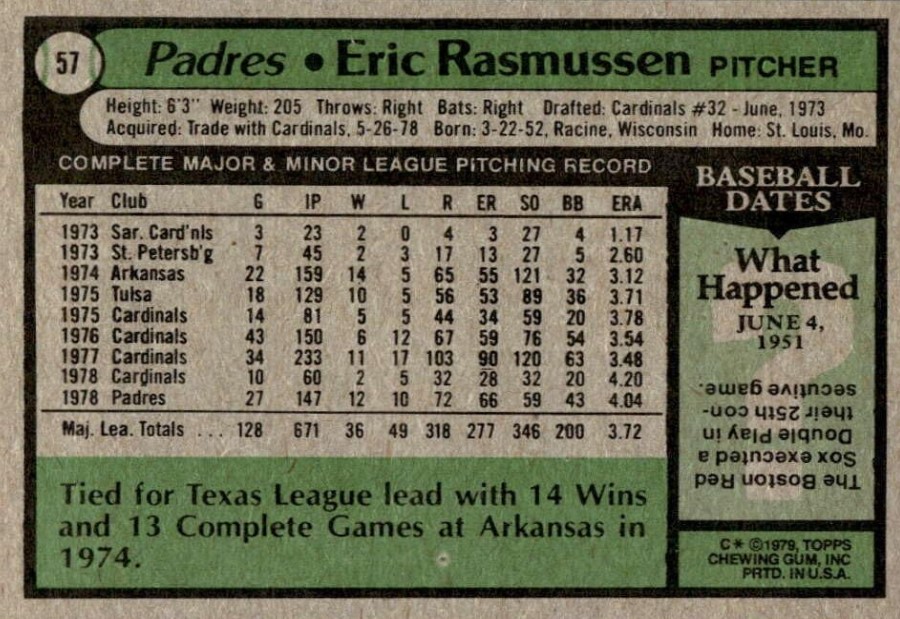 57
Padres • Eric Rasmussen PITCHER
Height: 6'3" Weight: 205 Throws: Right Bats: Right Drafted: Cardinals #32 - June, 1973
Acquired: Trade with Cardinals, 5-26-78 Born: 3-22-52, Racine, Wisconsin Home: St. Louis, Mo.
COMPLETE MAJOR & MINOR LEAGUE PITCHING RECORD
Year Club G IP W L R ER SO BB ERA
1973 Sar. Card'nls 3 23 2 0 4 3 27 4 1.17
1973 St. Petersb'g 7 45 2 3 17 13 27 5 2.60
1974 Arkansas 22 159 14 5 65 55 121 32 3.12
1975 Tulsa 18 129 10 5 56 53 89 36 3.71
1975 Cardinals 14 81 5 5 44 34 59 20 3.78
1976 Cardinals 43 150 6 12 67 59 76 54 3.54
1977 Cardinals 34 233 11 17 103 90 120 63 3.48
1978 Cardinals 10 60 2 5 32 28 32 20 4.20
1978 Padres 27 147 12 10 72 66 59 43 4.04
Maj. Lea. Totals ... 128 671 36 49 318 277 346 200 3.72
Tied for Texas League lead with 14 Wins
and 13 Complete Games at Arkansas in
1974.
BASEBALL
DATES
What
Happened
JUNE 4,
1951
The Boston Red
Sox executed a
Double Play in
their 25th con-
secutive game.
C* ©1979, TOPPS
CHEWING GUM, INC
PRTD. IN U.S.A.